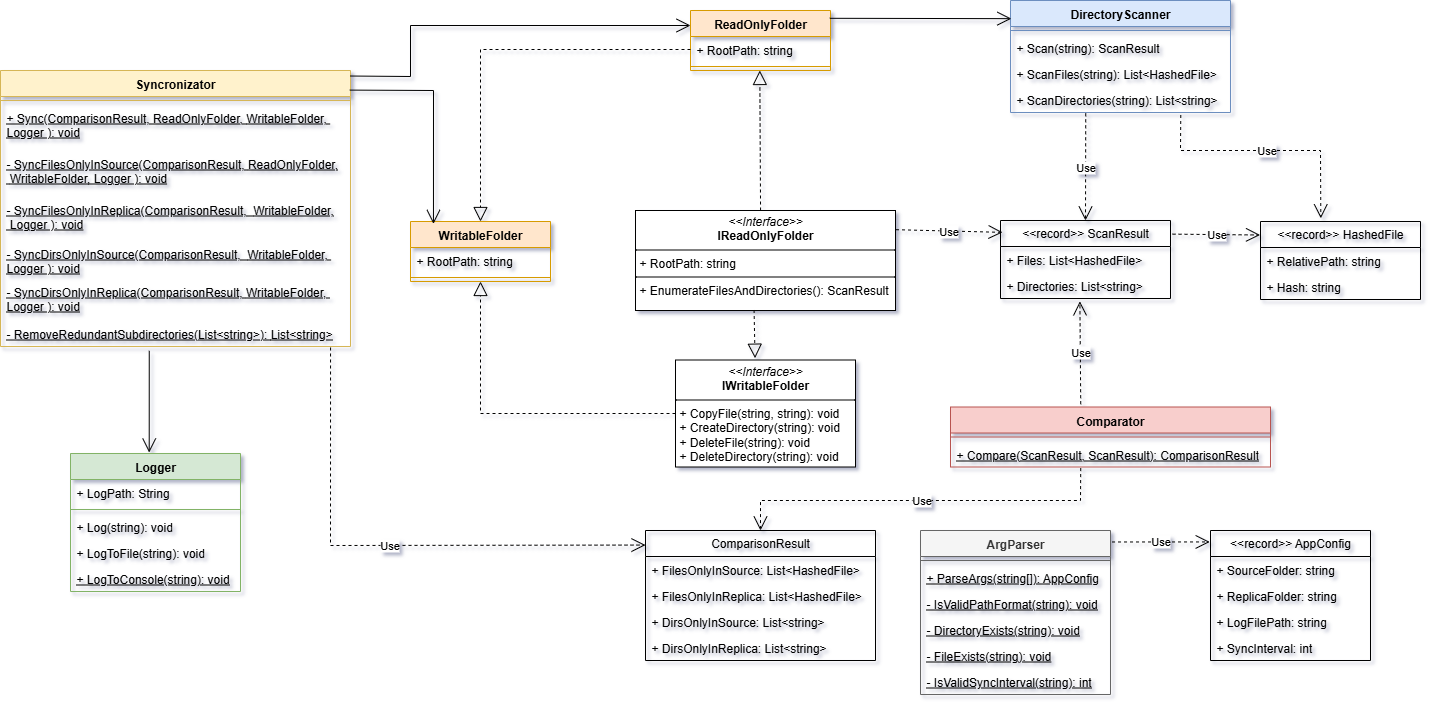 Syncronizator
+ Sync(ComparisonResult, ReadOnlyFolder, WritableFolder,
Logger ): void
- SyncFilesOnlyInSource(ComparisonResult, ReadOnlyFolder,
WritableFolder, Logger ): void
- SyncFilesOnlyInReplica(ComparisonResult, WritableFolder,
Logger ): void
- SyncDirsOnlyInSource(ComparisonResult, WritableFolder,
Logger ): void
- SyncDirsOnlyInReplica(ComparisonResult, WritableFolder,
Logger ): void
- RemoveRedundantSubdirectories(List<string>): List<string>
ReadOnlyFolder
+ RootPath: string
DirectoryScanner
+ Scan(string): ScanResult
+ ScanFiles(string): List<HashedFile>
+ ScanDirectories(string): List<string>
Use
Use
WritableFolder
+ RootPath: string
<<Interface>>
IReadOnlyFolder
+ RootPath: string
+ EnumerateFilesAndDirectories(): ScanResult
Use
<<record>> ScanResult
+ Files: List<HashedFile>
+ Directories: List<string>
Use
<<record>> HashedFile
+ RelativePath: string
+ Hash: string
Use
<<Interface>>
IWritableFolder
+ CopyFile(string, string): void
+ CreateDirectory(string): void
+ DeleteFile(string): void
+ DeleteDirectory(string): void
Comparator
+ Compare(ScanResult, ScanResult): ComparisonResult
Logger
+ LogPath: String
+ Log(string): void
+ LogToFile(string): void
+ LogToConsole(string): void
Use
Use
ComparisonResult
+ FilesOnlyInSource: List<HashedFile>
+ FilesOnlyInReplica: List<HashedFile>
+ DirsOnlyInSource: List<string>
+ DirsOnlyInReplica: List<string>
ArgParser
+ ParseArgs(string[]): AppConfig
- IsValidPathFormat(string): void
- DirectoryExists(string): void
- FileExists(string): void
- IsValidSyncInterval(string): int
Use
<<record>> AppConfig
+ SourceFolder: string
+ ReplicaFolder: string
+ LogFilePath: string
+ SyncInterval: int